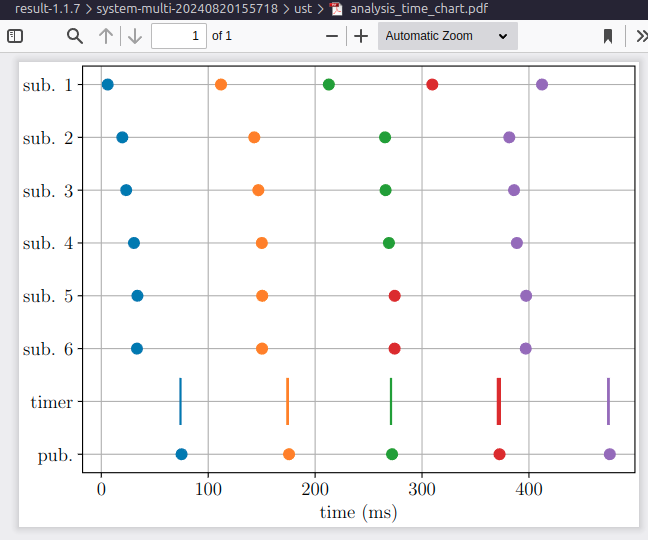 result-1.1.7 > system-multi-20240820155718 > ust > analysis_time_chart.pdf
1 of 1 Automatic Zoom
sub. 1
sub. 2
sub. 3
sub. 4
sub. 5
sub. 6
timer
pub.
0 100 200 300 400
time (ms)